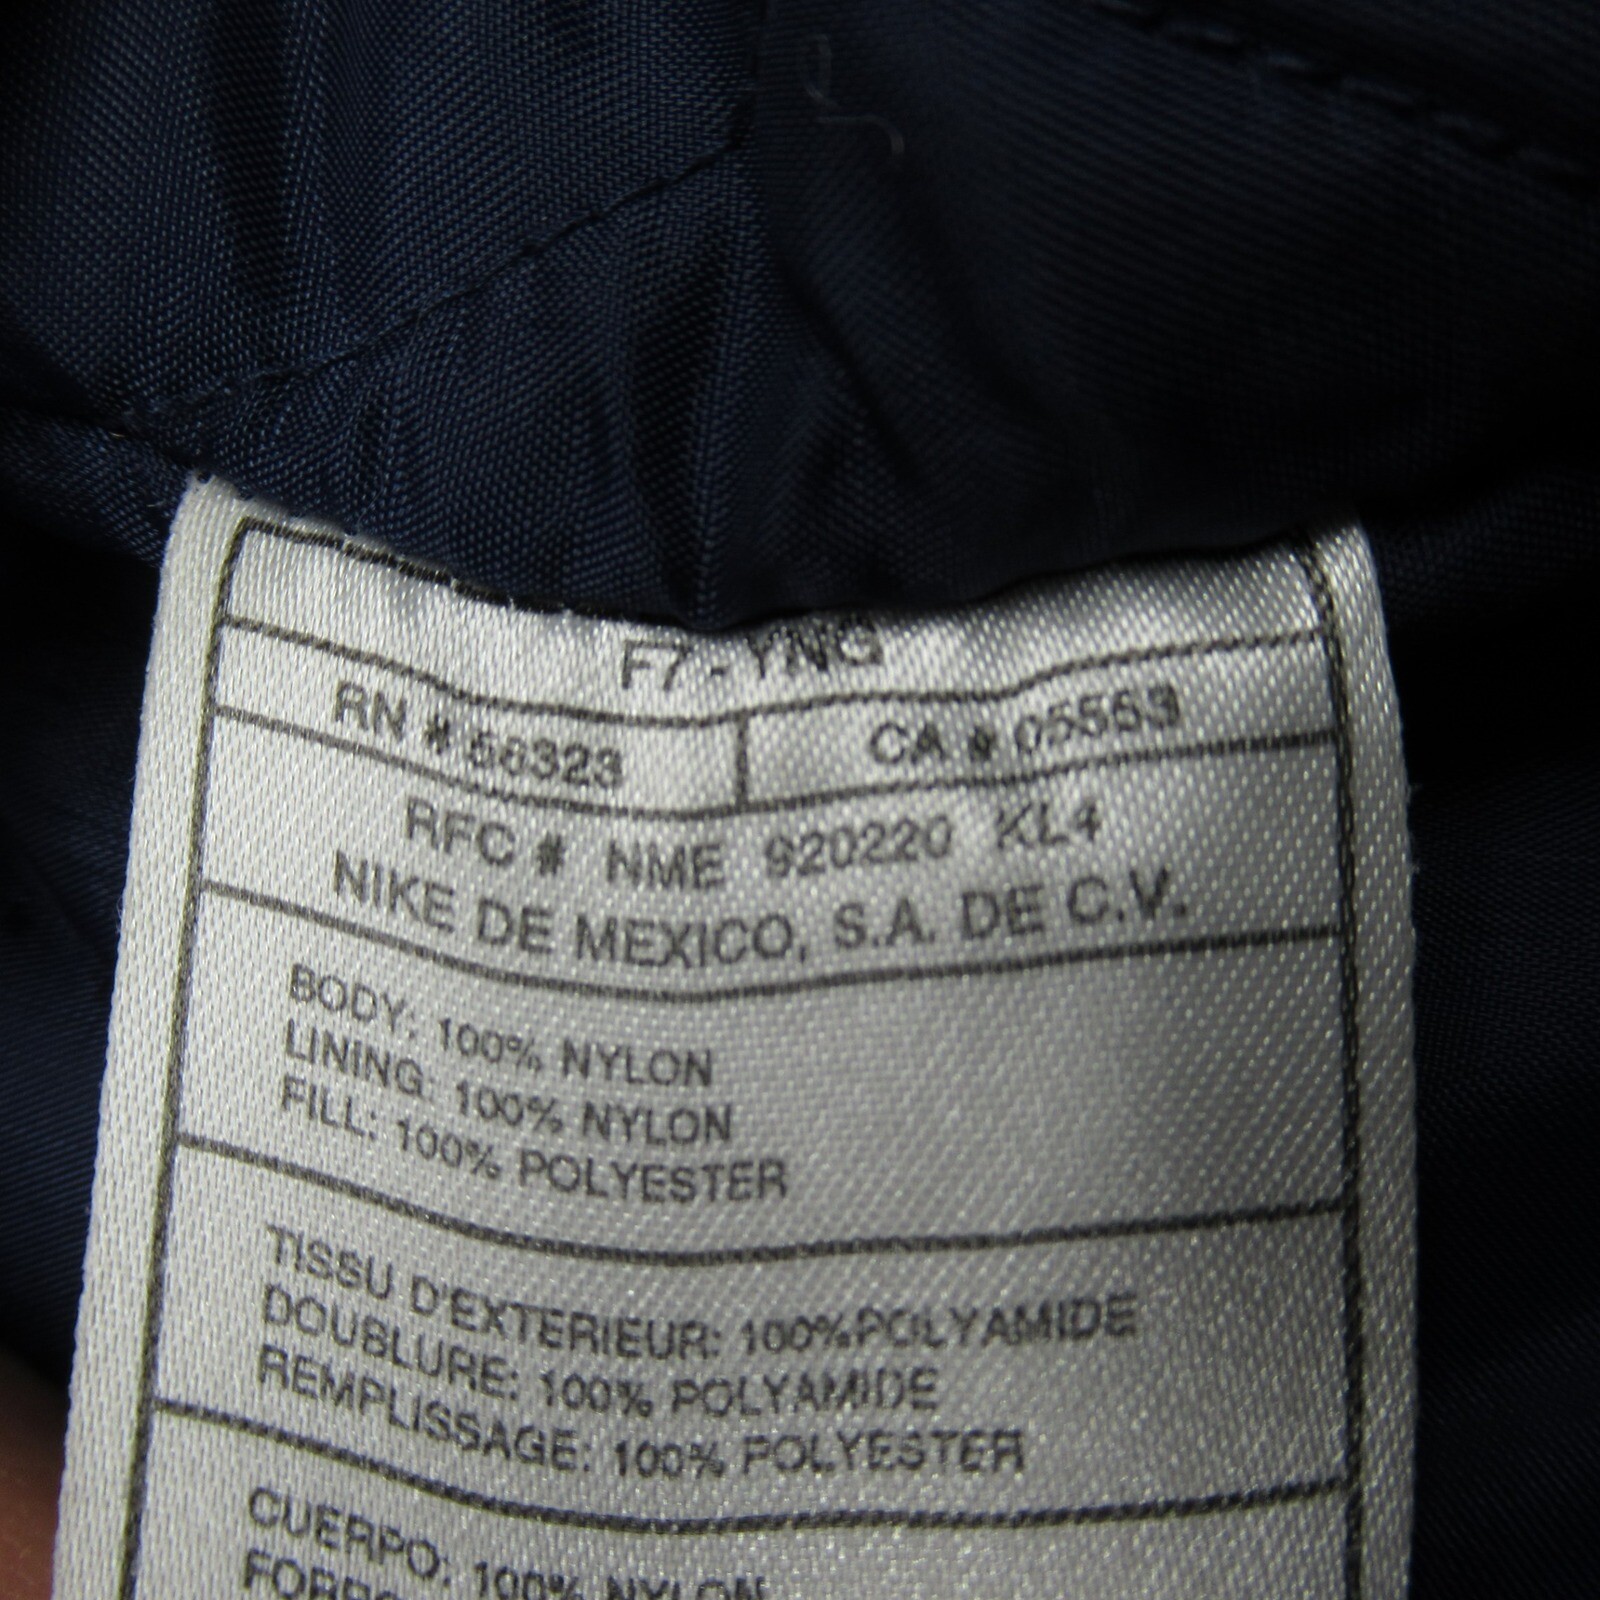 F7 - YNG
RN # 56323 CA # 05553
RFC # NME 920220 KL4
NIKE DE MEXICO, S.A. DE C.V.
BODY: 100% NYLON
LINING: 100% NYLON
FILL: 100% POLYESTER
TISSU D'EXTERIEUR: 100%POLYAMIDE
DOUBLURE: 100% POLYAMIDE
REMPLISSAGE: 100% POLYESTER
CUERPO: 100% NYLON